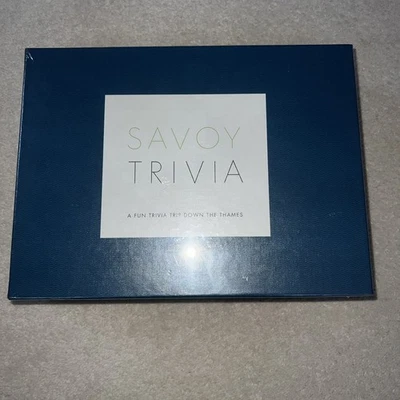 SAVOY
TRIVIA
A FUN TRIVIA TRIP DOWN THE THAMES